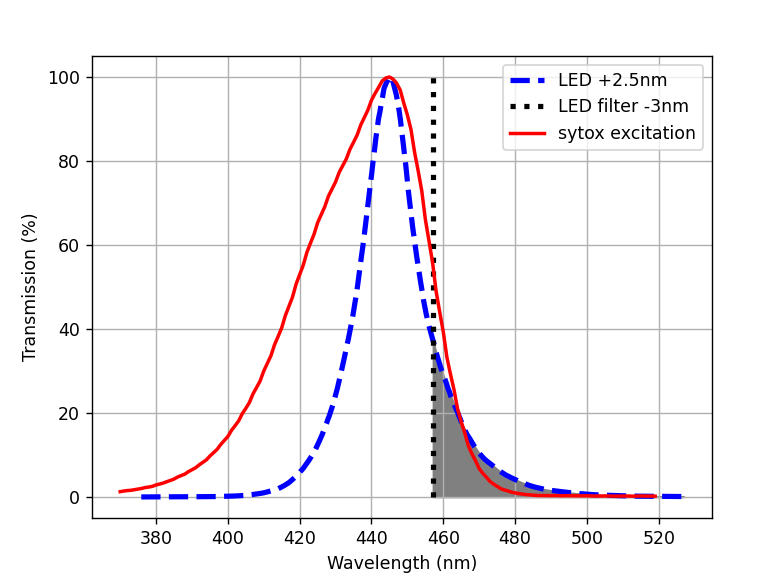 LED +2.5nm
LED filter -3nm
sytox excitation
100
80
60
40
20
0
Transmission (%)
380 400 420 440 460 480 500 520
Wavelength (nm)